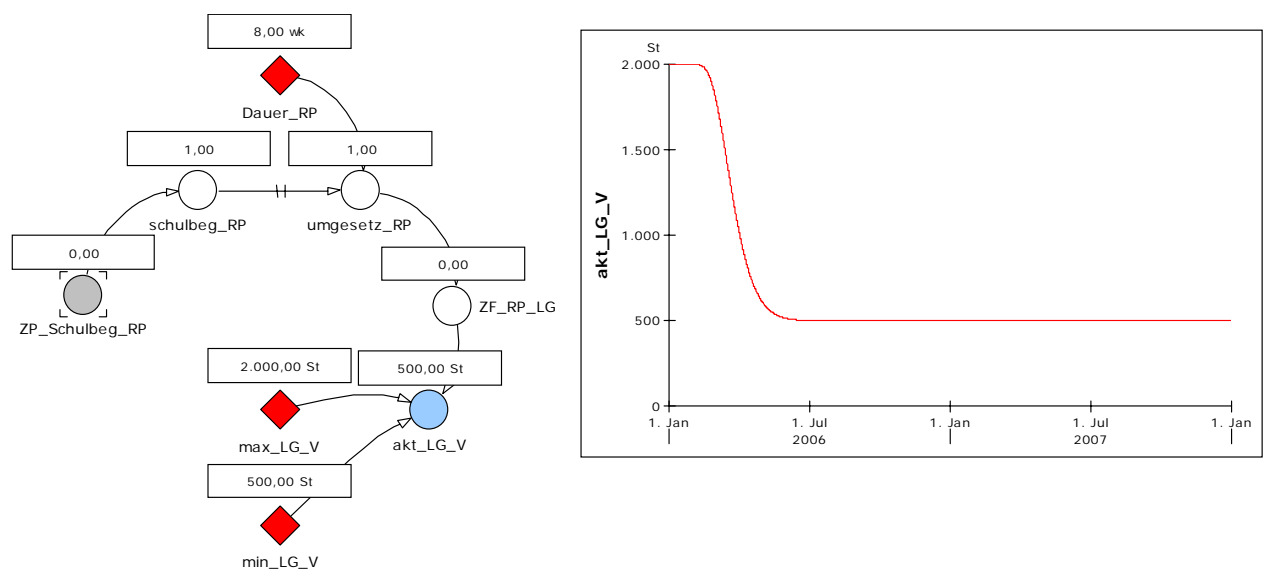 8,00 wk
Dauer_RP
1,00
1,00
schulbeg_RP
umgesetz_RP
0,00
0,00
ZP_Schulbeg_RP
ZF_RP_LG
2.000,00 St
500,00 St
max_LG_V
akt_LG_V
500,00 St
min_LG_V
St
2.000
1.500
1.000
500
0
akt_LG_V
1. Jan
1. Jul
1. Jan
1. Jul
1. Jan
2006
2007